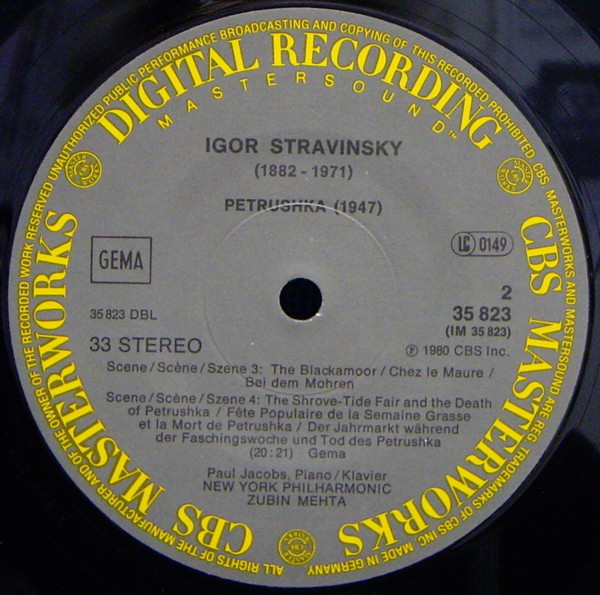 ALL RIGHTS OF THE MANUFACTURER AND OF THE OWNER OF THE RECORDED WORK RESERVED UNAUTHORIZED PUBLIC PERFORMANCE BROADCASTING AND COPYING OF THIS RECORDED PROHIBITED CBS, MASTERWORKS AND MASTERSOUND ARE REG. TRADEMARKS OF CBS INC. MADE IN GERMANY
DIGITAL RECORDING
MASTERSOUND™
IGOR STRAVINSKY
(1882 - 1971)
PETRUSHKA (1947)
GEMA
LC 0149
35 823 DBL
2
35 823
(IM 35 823)
33 STEREO
℗ 1980 CBS Inc.
Scene/Scène/Szene 3: The Blackamoor/Chez le Maure/
Bei dem Mohren
Scene/Scène/Szene 4: The Shrove-Tide Fair and the Death
of Petrushka/Fête Populaire de la Semaine Grasse
et la Mort de Petrushka/Der Jahrmarkt während
der Faschingswoche und Tod des Petrushka
(20:21) Gema
Paul Jacobs, Piano/Klavier
NEW YORK PHILHARMONIC
ZUBIN MEHTA
CBS MASTERWORKS
CBS MASTERWORKS